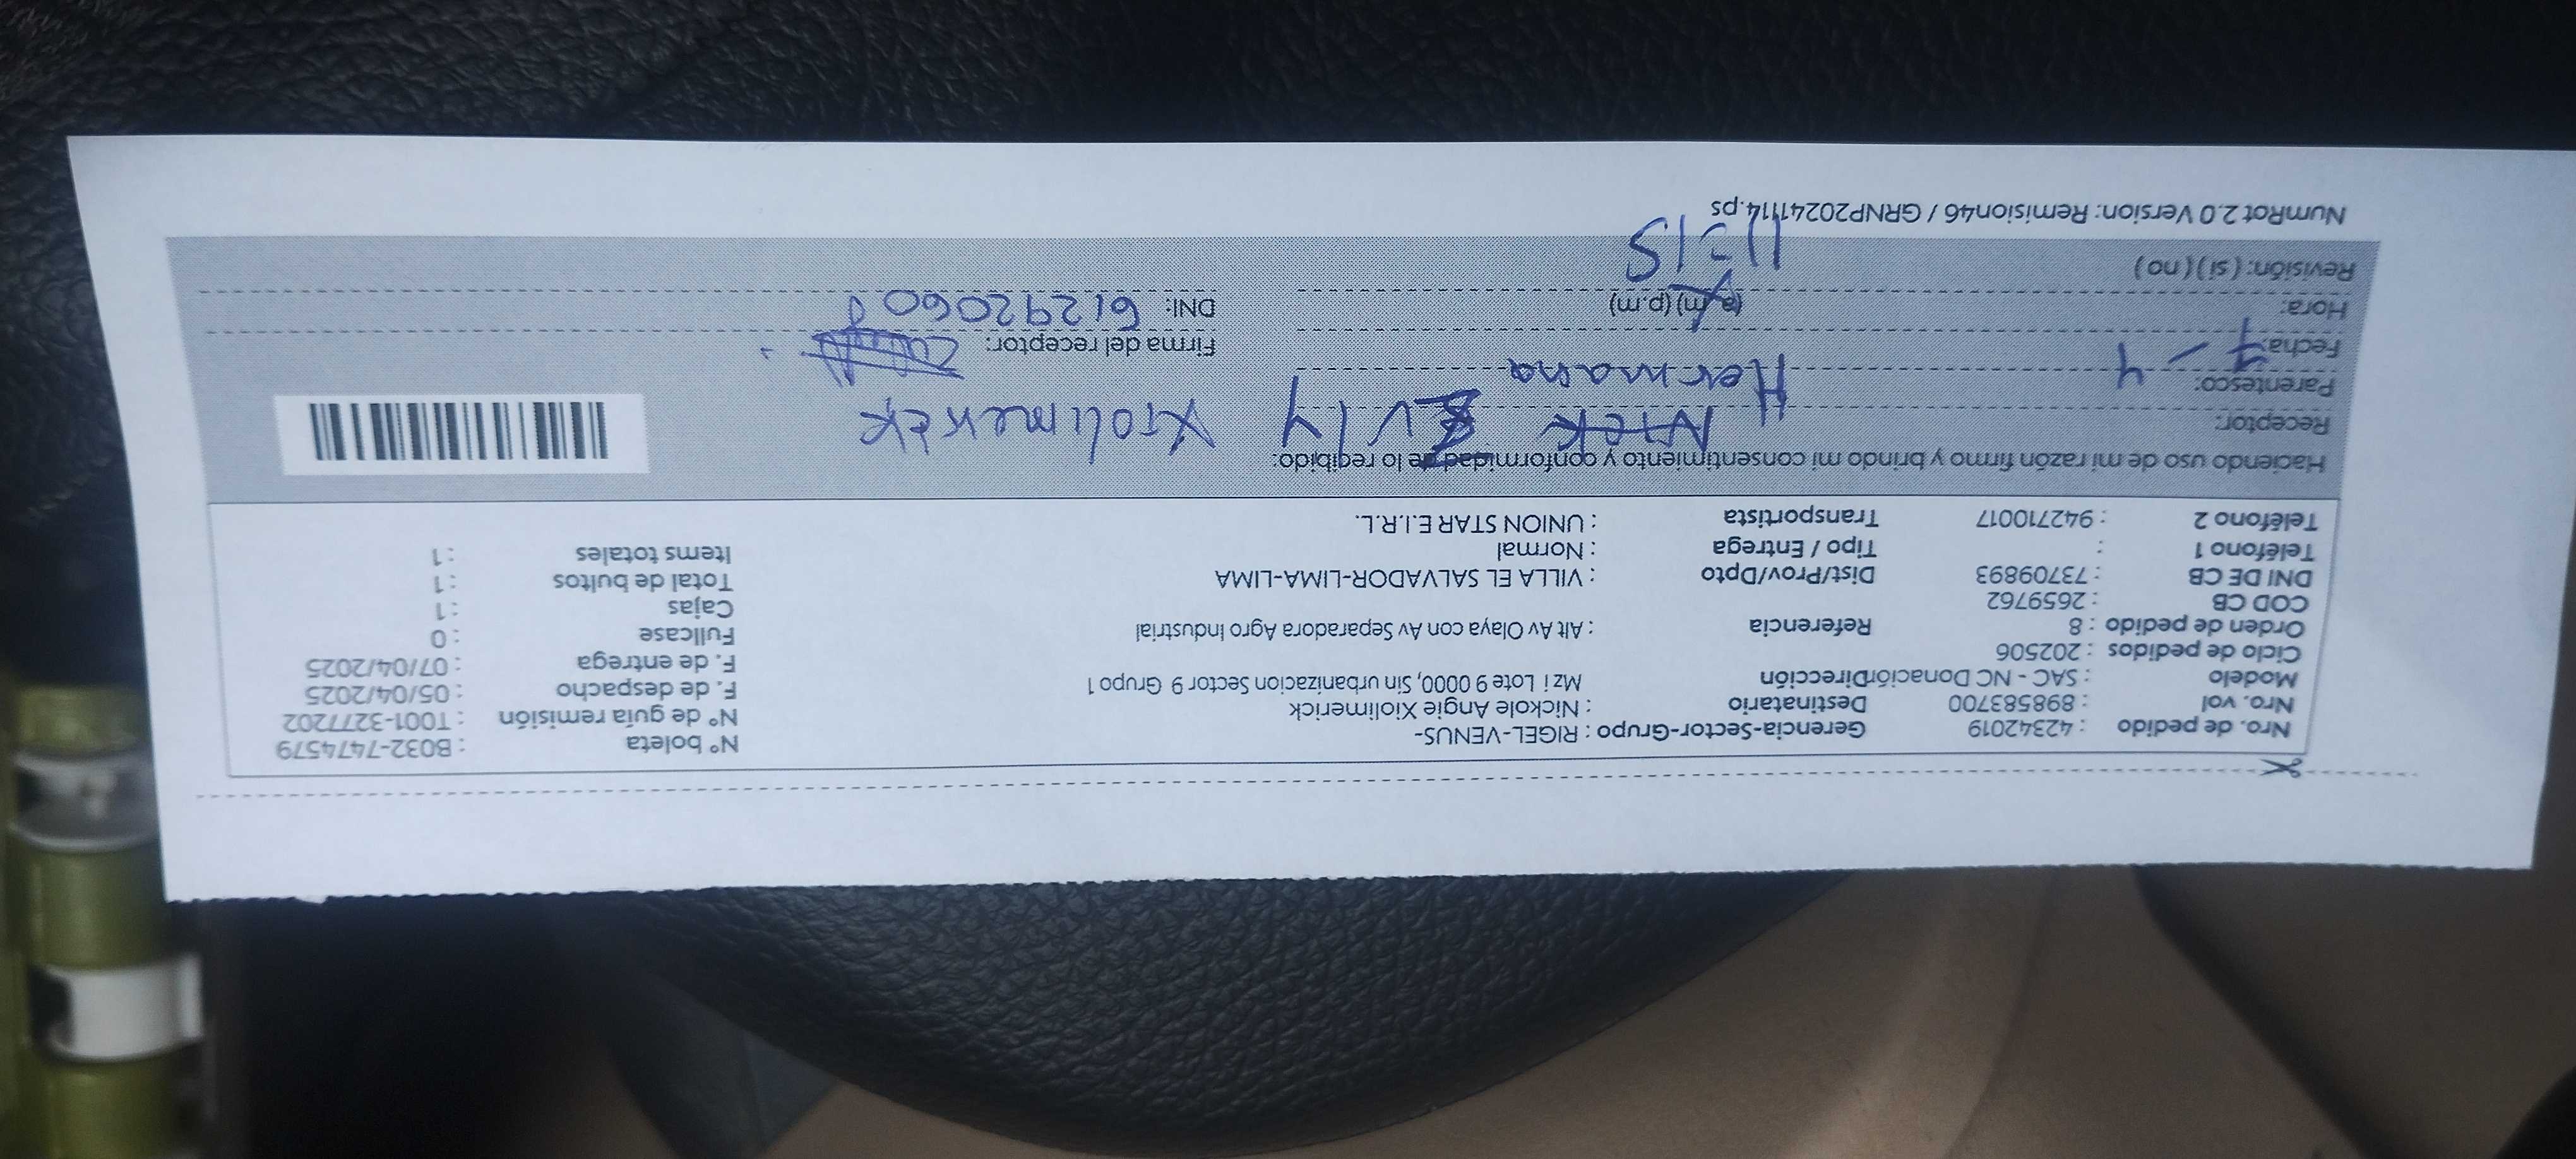 Nro. de pedido : 42342019 Gerencia-Sector-Grupo : RIGEL-VENUS- N° boleta : B032-7474579
Nro. vol : 898583700 Destinatario : Nickole Angie Xiolimerick N° de guía remisión : T001-3277202
Modelo : SAC - NC Donación Dirección Mz i Lote 9 0000, Sin urbanizacion Sector 9 Grupo 1 F. de despacho : 05/04/2025
Ciclo de pedidos : 202506 F. de entrega : 07/04/2025
Orden de pedido : 8 Referencia : Alt Av Olaya con Av Separadora Agro Industrial Fullcase : 0
COD CB : 2659762 Cajas : 1
DNI DE CB : 73709893 Dist/Prov/Dpto : VILLA EL SALVADOR-LIMA-LIMA Total de bultos : 1
Teléfono 1 : Tipo / Entrega : Normal Items totales : 1
Teléfono 2 : 942710017 Transportista : UNION STAR E.I.R.L.
Haciendo uso de mi razón firmo y brindo mi consentimiento y conformidad de lo recibido:
Receptor: Xiolimerek
Parentesco: Hermana
Fecha: 7-4 Firma del receptor:
Hora: (a.m) (p.m) DNI: 61292060
Revisión: ( si ) ( no ) 11:15
NumRot 2.0 Version: Remision46 / GRNP20241114.ps